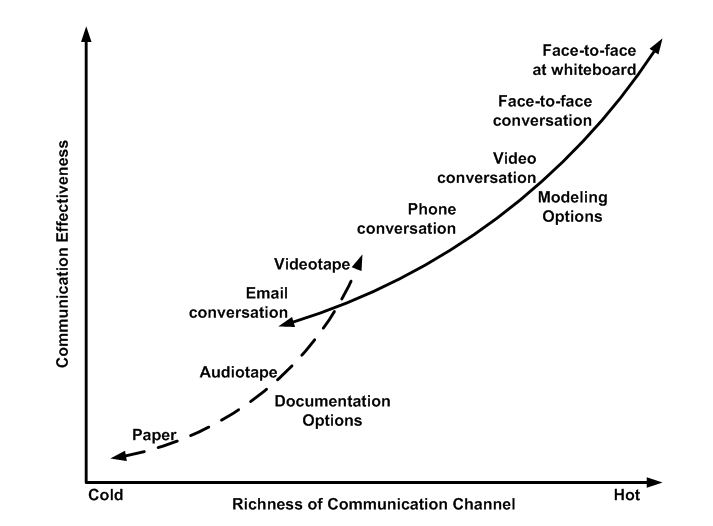 Face-to-face
at whiteboard
Face-to-face
conversation
Video
conversation
Modeling
Options
Phone
conversation
Videotape
Email
conversation
Audiotape
Documentation
Options
Paper
Communication Effectiveness
Cold
Hot
Richness of Communication Channel